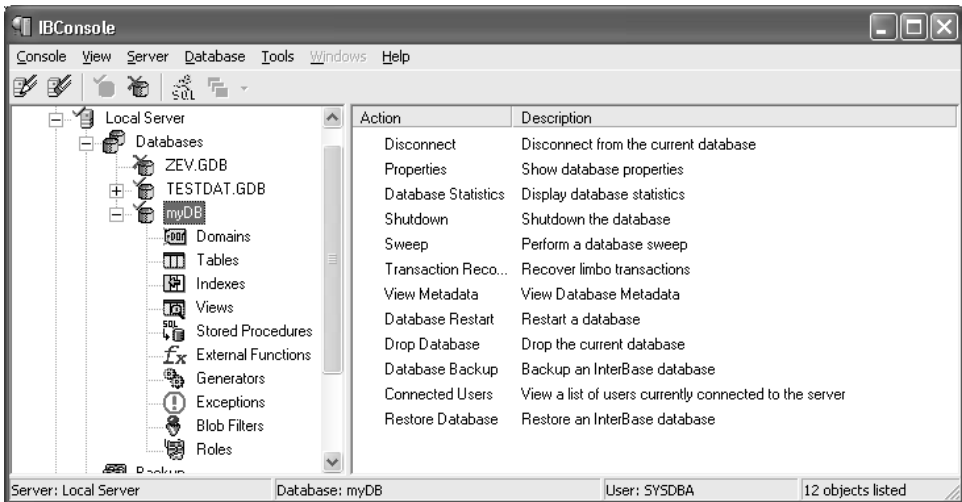 IBConsole
Console View Server Database Tools Windows Help
SQL
Local Server
Databases
ZEV.GDB
TESTDAT.GDB
myDB
Domains
Tables
Indexes
Views
Stored Procedures
External Functions
Generators
Exceptions
Blob Filters
Roles
Backup
Action Description
Disconnect Disconnect from the current database
Properties Show database properties
Database Statistics Display database statistics
Shutdown Shutdown the database
Sweep Perform a database sweep
Transaction Reco... Recover limbo transactions
View Metadata View Database Metadata
Database Restart Restart a database
Drop Database Drop the current database
Database Backup Backup an InterBase database
Connected Users View a list of users currently connected to the server
Restore Database Restore an InterBase database
Server: Local Server Database: myDB User: SYSDBA 12 objects listed